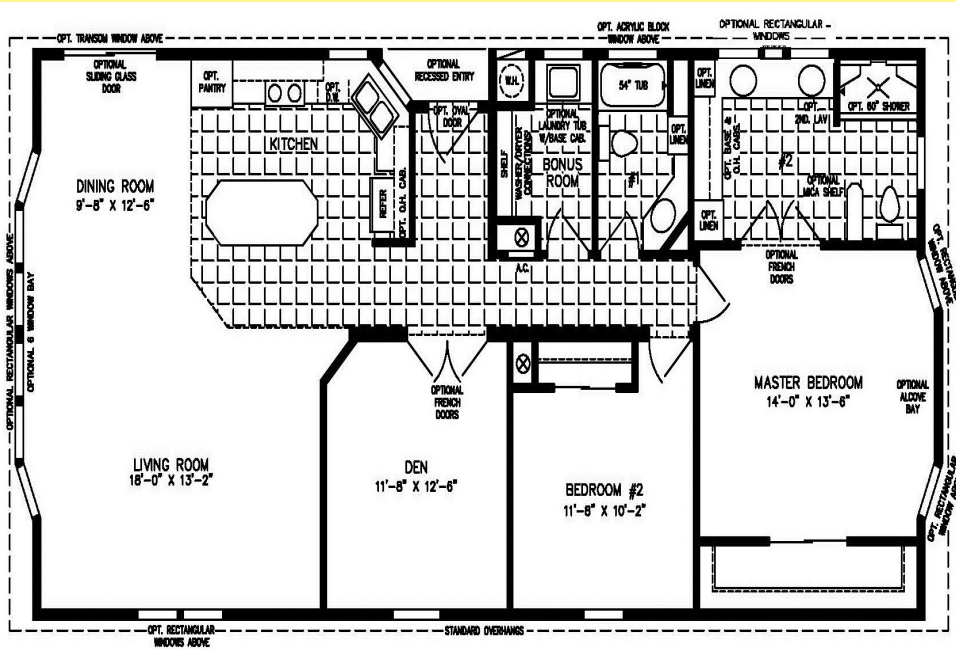 OPT. TRANSOM WINDOW ABOVE
OPT. ACRYLIC BLOCK
WINDOW ABOVE
OPTIONAL RECTANGULAR -
WINDOWS
OPTIONAL
SLIDING GLASS
DOOR
OPT.
PANTRY
OPT.
D.W.
OPTIONAL
RECESSED ENTRY
W.H.
54" TUB
OPT.
LINEN
OPT. 60" SHOWER
OPT. OVAL
DOOR
OPTIONAL
LAUNDRY TUB
W/BASE CAB.
OPT.
2ND. LAV
OPT.
LINEN
KITCHEN
SHELF
WASHER/DRYER
CONNECTIONS
BONUS
ROOM
OPT. BASE &
O.H. CABS.
#2
#1
DINING ROOM
9'-8" X 12'-6"
REFER
OPT. O.H. CAB.
OPTIONAL
MICA SHELF
OPT.
LINEN
A.C.
OPTIONAL
FRENCH
DOORS
OPTIONAL RECTANGULAR WINDOWS ABOVE
OPTIONAL 6 WINDOW BAY
OPT. RECTANGULAR
WINDOW ABOVE
MASTER BEDROOM
14'-0" X 13'-6"
OPTIONAL
ALCOVE
BAY
OPTIONAL
FRENCH
DOORS
LIVING ROOM
18'-0" X 13'-2"
DEN
11'-8" X 12'-6"
BEDROOM #2
11'-8" X 10'-2"
OPT. RECTANGULAR
WINDOW ABOVE
OPT. RECTANGULAR
WINDOWS ABOVE
STANDARD OVERHANGS